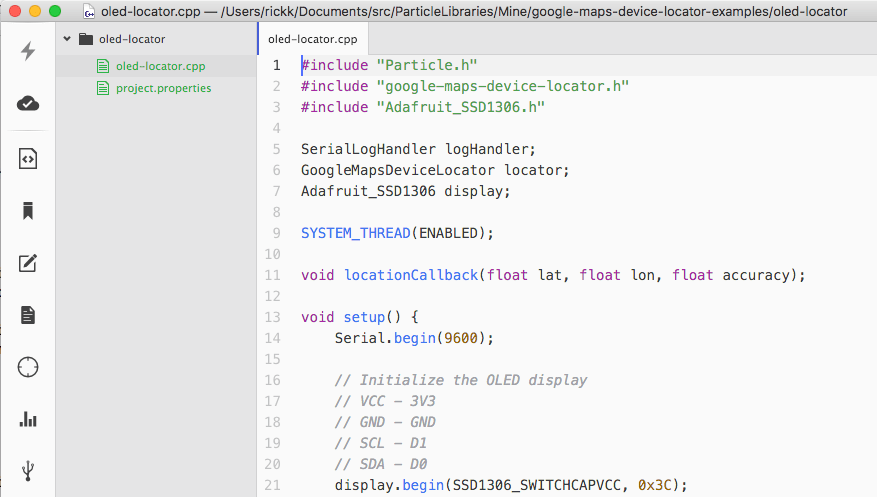 oled-locator.cpp — /Users/rickk/Documents/src/ParticleLibraries/Mine/google-maps-device-locator-examples/oled-locator
oled-locator
oled-locator.cpp
project.properties
oled-locator.cpp
1 #include "Particle.h"
2 #include "google-maps-device-locator.h"
3 #include "Adafruit_SSD1306.h"
4
5 SerialLogHandler logHandler;
6 GoogleMapsDeviceLocator locator;
7 Adafruit_SSD1306 display;
8
9 SYSTEM_THREAD(ENABLED);
10
11 void locationCallback(float lat, float lon, float accuracy);
12
13 void setup() {
14     Serial.begin(9600);
15
16     // Initialize the OLED display
17     // VCC - 3V3
18     // GND - GND
19     // SCL - D1
20     // SDA - D0
21     display.begin(SSD1306_SWITCHCAPVCC, 0x3C);